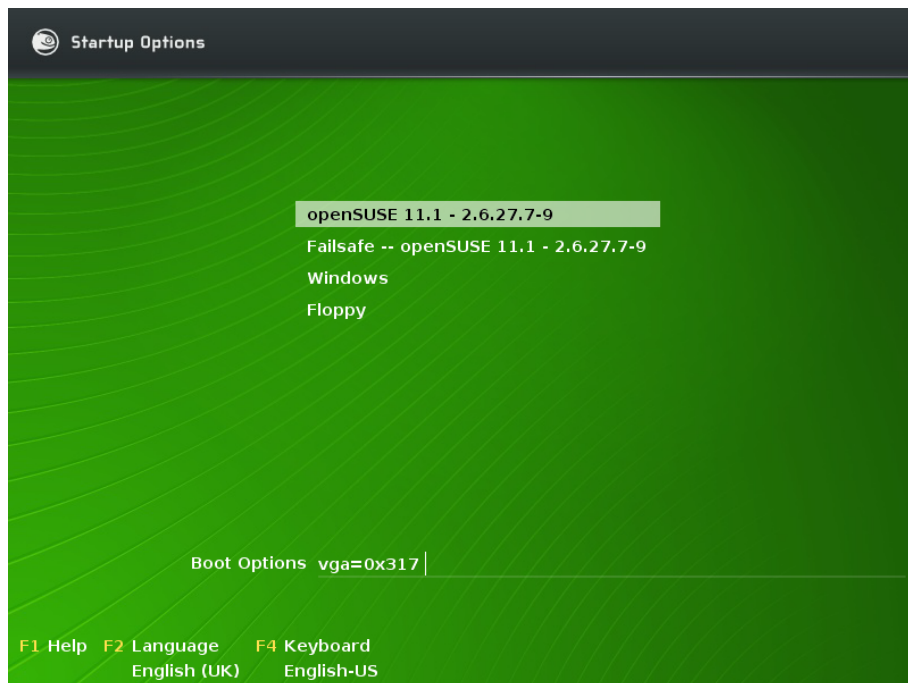 Startup Options
openSUSE 11.1 - 2.6.27.7-9
Failsafe -- openSUSE 11.1 - 2.6.27.7-9
Windows
Floppy
Boot Options vga=0x317
F1 Help F2 Language F4 Keyboard
English (UK) English-US